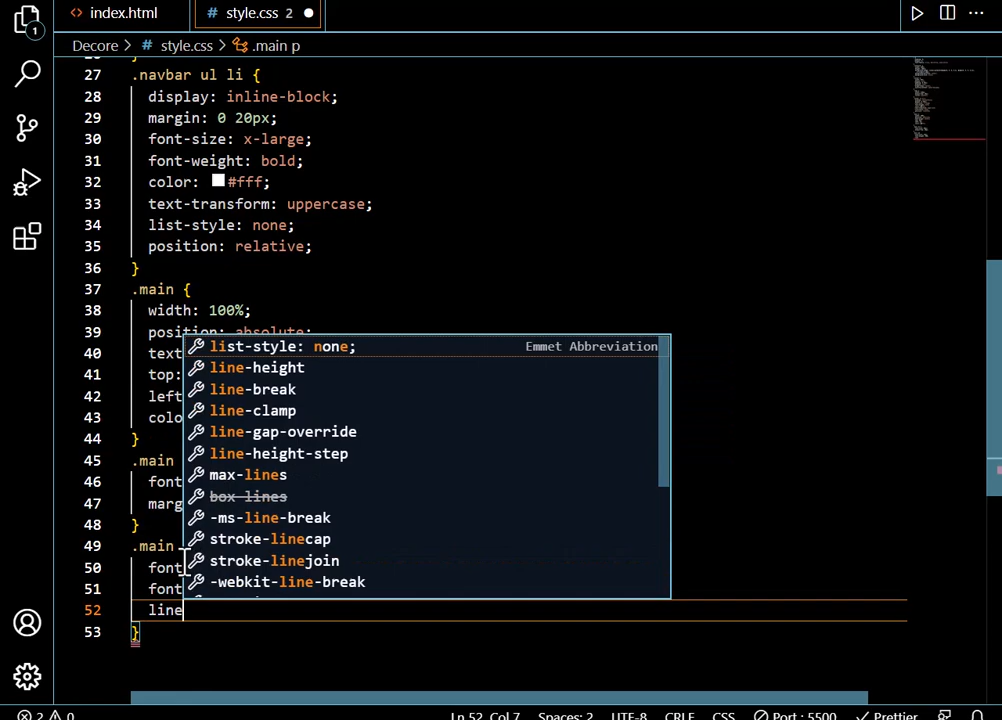 index.html
# style.css 2
1
Decore > # style.css > .main p
27 .navbar ul li {
28 display: inline-block;
29 margin: 0 20px;
30 font-size: x-large;
31 font-weight: bold;
32 color: #fff;
33 text-transform: uppercase;
34 list-style: none;
35 position: relative;
36 }
37 .main {
38 width: 100%;
39 position: absolute;
40 text
41 top:
42 left
43 colo
44 }
45 .main
46 font
47 marg
48 }
49 .main
50 font
51 font
52 line
53 }
list-style: none; Emmet Abbreviation
line-height
line-break
line-clamp
line-gap-override
line-height-step
max-lines
box-lines
-ms-line-break
stroke-linecap
stroke-linejoin
-webkit-line-break
2 0 Ln 52, Col 7 Spaces: 2 UTF-8 CRLF CSS Port : 5500 Prettier